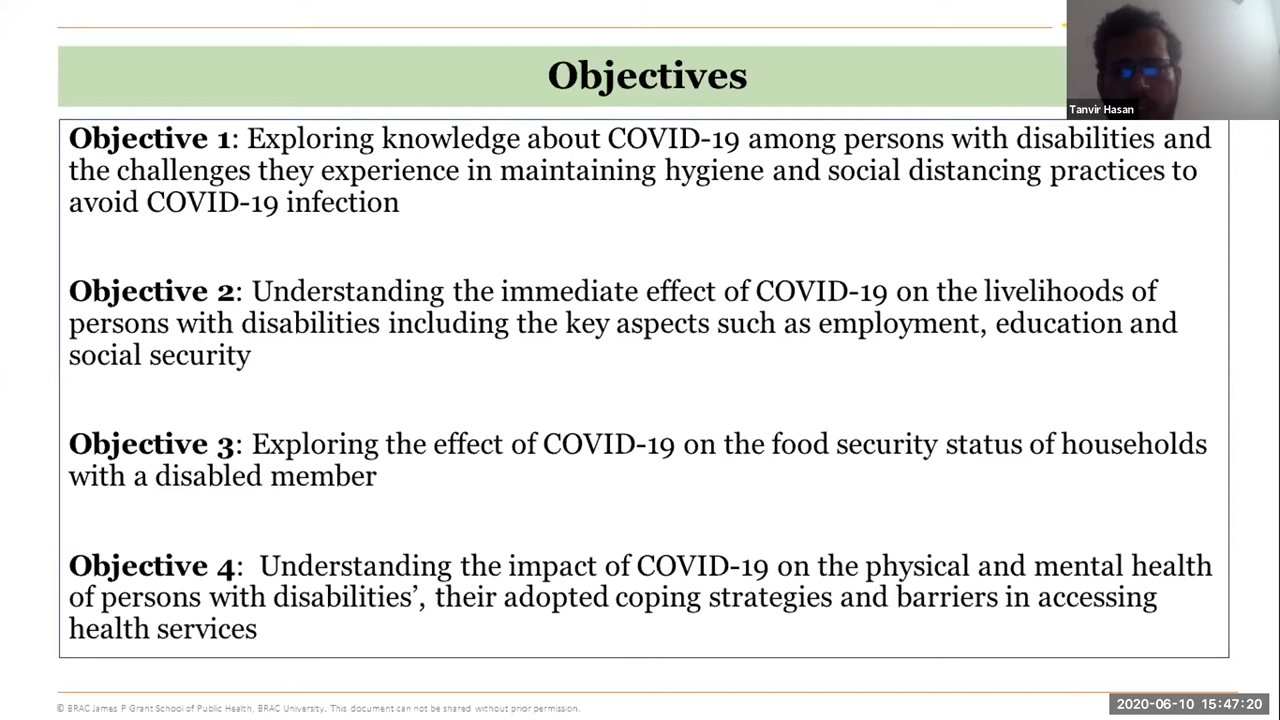 Objectives
Tanvir Hasan
Objective 1: Exploring knowledge about COVID-19 among persons with disabilities and
the challenges they experience in maintaining hygiene and social distancing practices to
avoid COVID-19 infection
Objective 2: Understanding the immediate effect of COVID-19 on the livelihoods of
persons with disabilities including the key aspects such as employment, education and
social security
Objective 3: Exploring the effect of COVID-19 on the food security status of households
with a disabled member
Objective 4:  Understanding the impact of COVID-19 on the physical and mental health
of persons with disabilities’, their adopted coping strategies and barriers in accessing
health services
© BRAC James P Grant School of Public Health, BRAC University. This document can not be shared without prior permission.
2020-06-10 15:47:20